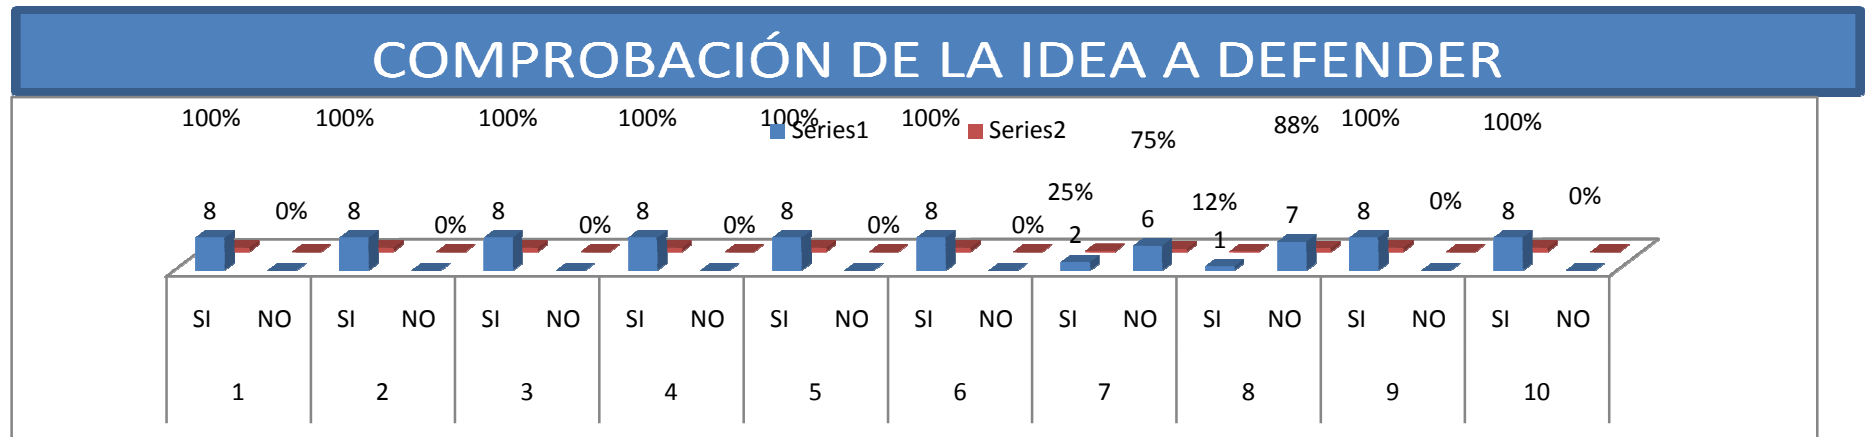 COMPROBACIÓN DE LA IDEA A DEFENDER
100% 100% 100% 100% 100% 100% 75% 88% 100% 100%
Series1 Series2
25% 12%
8 0% 8 0% 8 0% 8 0% 8 0% 8 0% 2 6 1 7 8 0% 8 0%
SI NO SI NO SI NO SI NO SI NO SI NO SI NO SI NO SI NO SI NO
1 2 3 4 5 6 7 8 9 10